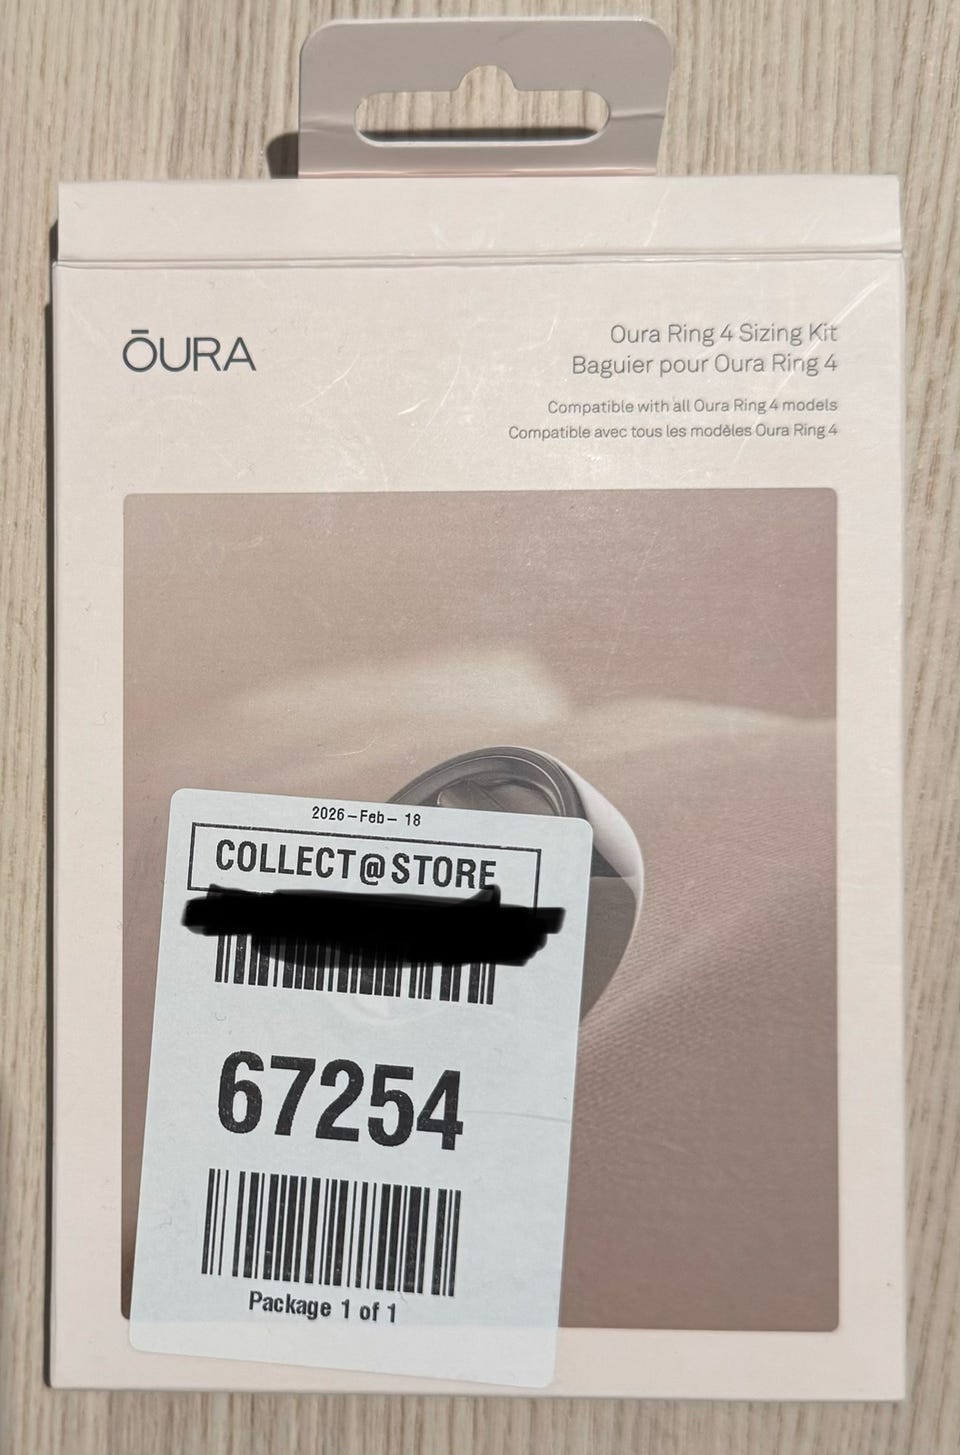 ŌURA
Oura Ring 4 Sizing Kit
Baguier pour Oura Ring 4
Compatible with all Oura Ring 4 models
Compatible avec tous les modèles Oura Ring 4
2026-Feb- 18
COLLECT@STORE
67254
Package 1 of 1